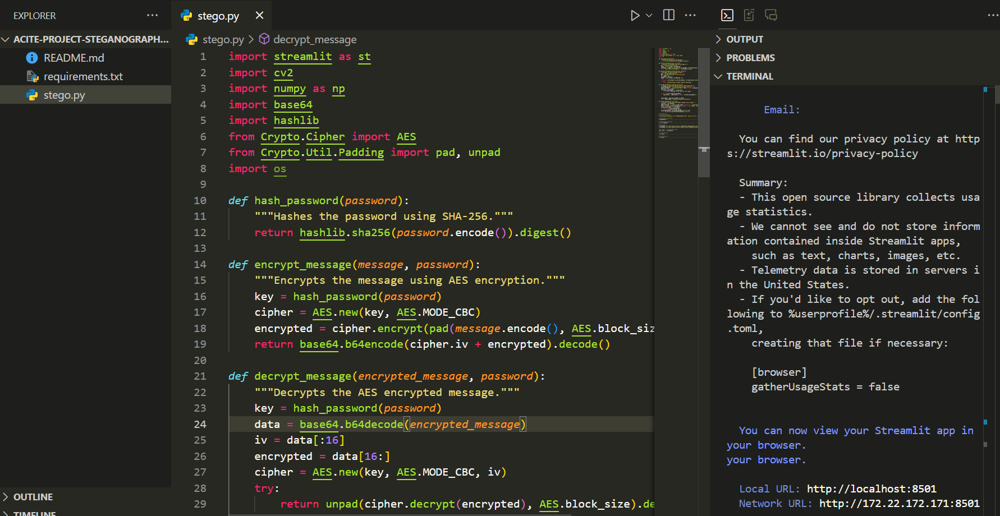 EXPLORER
ACITE-PROJECT-STEGANOGRAPH...
README.md
requirements.txt
stego.py
OUTLINE
TIMELINE
stego.py
stego.py > decrypt_message
1 import streamlit as st
2 import cv2
3 import numpy as np
4 import base64
5 import hashlib
6 from Crypto.Cipher import AES
7 from Crypto.Util.Padding import pad, unpad
8 import os
9
10 def hash_password(password):
11 """Hashes the password using SHA-256."""
12 return hashlib.sha256(password.encode()).digest()
13
14 def encrypt_message(message, password):
15 """Encrypts the message using AES encryption."""
16 key = hash_password(password)
17 cipher = AES.new(key, AES.MODE_CBC)
18 encrypted = cipher.encrypt(pad(message.encode(), AES.block_siz
19 return base64.b64encode(cipher.iv + encrypted).decode()
20
21 def decrypt_message(encrypted_message, password):
22 """Decrypts the AES encrypted message."""
23 key = hash_password(password)
24 data = base64.b64decode(encrypted_message)
25 iv = data[:16]
26 encrypted = data[16:]
27 cipher = AES.new(key, AES.MODE_CBC, iv)
28 try:
29 return unpad(cipher.decrypt(encrypted), AES.block_size).de
OUTPUT
PROBLEMS
TERMINAL
Email:
You can find our privacy policy at http
s://streamlit.io/privacy-policy
Summary:
- This open source library collects usa
ge statistics.
- We cannot see and do not store inform
ation contained inside Streamlit apps,
such as text, charts, images, etc.
- Telemetry data is stored in servers i
n the United States.
- If you'd like to opt out, add the fol
lowing to %userprofile%/.streamlit/config
.toml,
creating that file if necessary:
[browser]
gatherUsageStats = false
You can now view your Streamlit app in
your browser.
your browser.
Local URL: http://localhost:8501
Network URL: http://172.22.172.171:8501